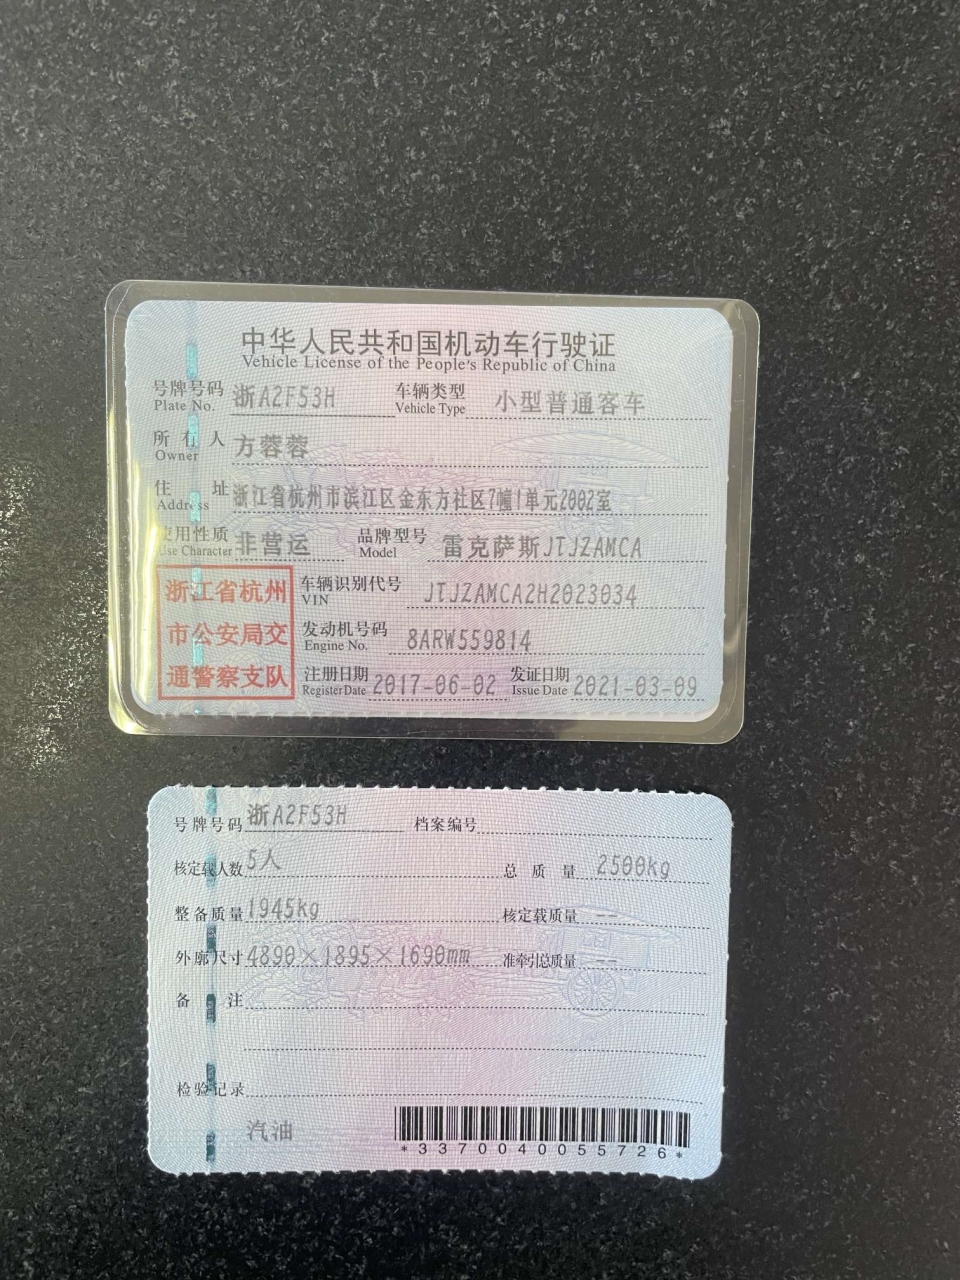 中华人民共和国机动车行驶证
Vehicle License of the People's Republic of China
号牌号码 浙A2F53H 车辆类型 小型普通客车
Plate No. Vehicle Type
所有人 方蓉蓉
Owner
住址 浙江省杭州市滨江区金东方社区7幢1单元2002室
Address
使用性质 非营运 品牌型号 雷克萨斯JTJZAMCA
Use Character Model
浙江省杭州
市公安局交
通警察支队
车辆识别代号 JTJZAMCA2H2023034
VIN
发动机号码 8ARW559814
Engine No.
注册日期 2017-06-02 发证日期 2021-03-09
Register Date Issue Date
号牌号码 浙A2F53H 档案编号
核定载人数 5人 总质量 2500kg
整备质量 1945kg 核定载质量 --
外廓尺寸 4890×1895×1690mm 准牵引总质量 --
备注
检验记录
汽油
*3370040055726*